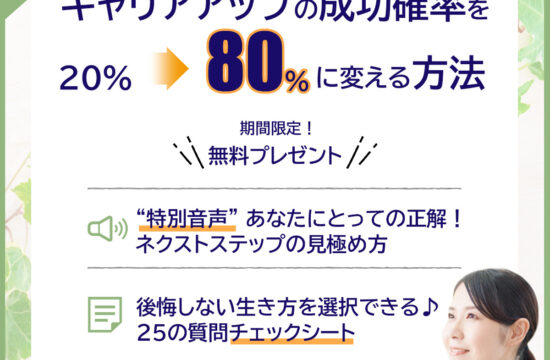 キャリアアップの成功確率を
20% 80%に変える方法
期間限定！
無料プレゼント
“特別音声” あなたにとっての正解！
ネクストステップの見極め方
後悔しない生き方を選択できる♪
25の質問チェックシート